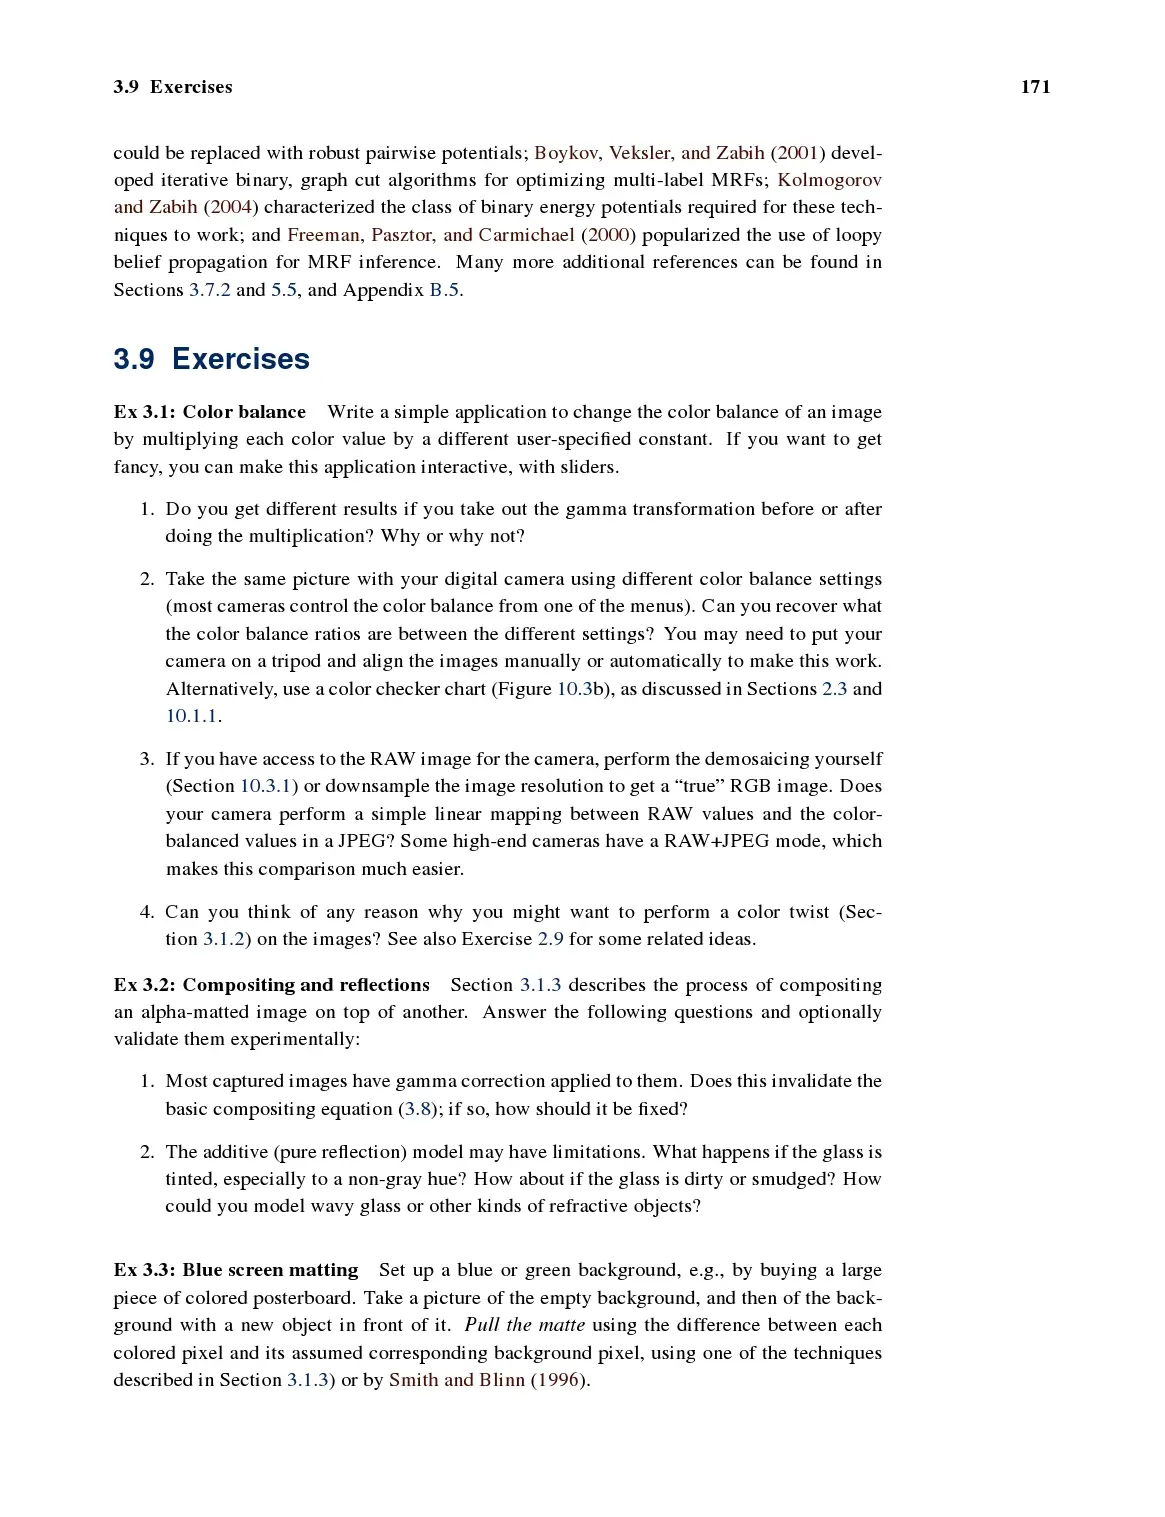 3.9 Exercises 171
could be replaced with robust pairwise potentials; Boykov, Veksler, and Zabih (2001) devel-
oped iterative binary, graph cut algorithms for optimizing multi-label MRFs; Kolmogorov
and Zabih (2004) characterized the class of binary energy potentials required for these tech-
niques to work; and Freeman, Pasztor, and Carmichael (2000) popularized the use of loopy
belief propagation for MRF inference. Many more additional references can be found in
Sections 3.7.2 and 5.5, and Appendix B.5.
3.9 Exercises
Ex 3.1: Color balance Write a simple application to change the color balance of an image
by multiplying each color value by a different user-specified constant. If you want to get
fancy, you can make this application interactive, with sliders.
1. Do you get different results if you take out the gamma transformation before or after
doing the multiplication? Why or why not?
2. Take the same picture with your digital camera using different color balance settings
(most cameras control the color balance from one of the menus). Can you recover what
the color balance ratios are between the different settings? You may need to put your
camera on a tripod and align the images manually or automatically to make this work.
Alternatively, use a color checker chart (Figure 10.3b), as discussed in Sections 2.3 and
10.1.1.
3. If you have access to the RAW image for the camera, perform the demosaicing yourself
(Section 10.3.1) or downsample the image resolution to get a “true” RGB image. Does
your camera perform a simple linear mapping between RAW values and the color-
balanced values in a JPEG? Some high-end cameras have a RAW+JPEG mode, which
makes this comparison much easier.
4. Can you think of any reason why you might want to perform a color twist (Sec-
tion 3.1.2) on the images? See also Exercise 2.9 for some related ideas.
Ex 3.2: Compositing and reflections Section 3.1.3 describes the process of compositing
an alpha-matted image on top of another. Answer the following questions and optionally
validate them experimentally:
1. Most captured images have gamma correction applied to them. Does this invalidate the
basic compositing equation (3.8); if so, how should it be fixed?
2. The additive (pure reflection) model may have limitations. What happens if the glass is
tinted, especially to a non-gray hue? How about if the glass is dirty or smudged? How
could you model wavy glass or other kinds of refractive objects?
Ex 3.3: Blue screen matting Set up a blue or green background, e.g., by buying a large
piece of colored posterboard. Take a picture of the empty background, and then of the back-
ground with a new object in front of it. Pull the matte using the difference between each
colored pixel and its assumed corresponding background pixel, using one of the techniques
described in Section 3.1.3) or by Smith and Blinn (1996).